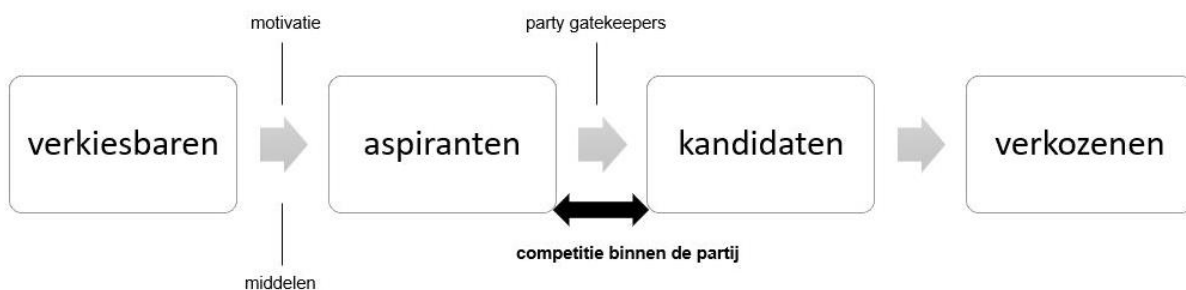 motivatie
party gatekeepers
verkiesbaren
aspiranten
kandidaten
verkozenen
competitie binnen de partij
middelen